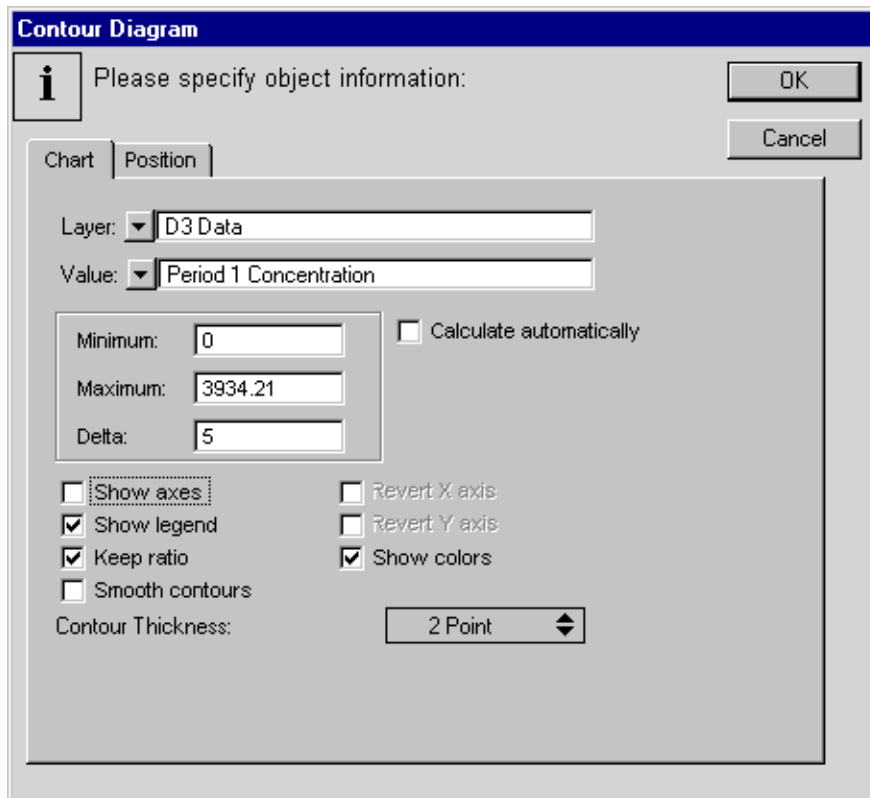 Contour Diagram
i Please specify object information:
OK
Cancel
Chart Position
Layer: D3 Data
Value: Period 1 Concentration
Minimum: 0
Calculate automatically
Maximum: 3934.21
Delta: 5
Show axes Revert X axis
Show legend Revert Y axis
Keep ratio Show colors
Smooth contours
Contour Thickness: 2 Point